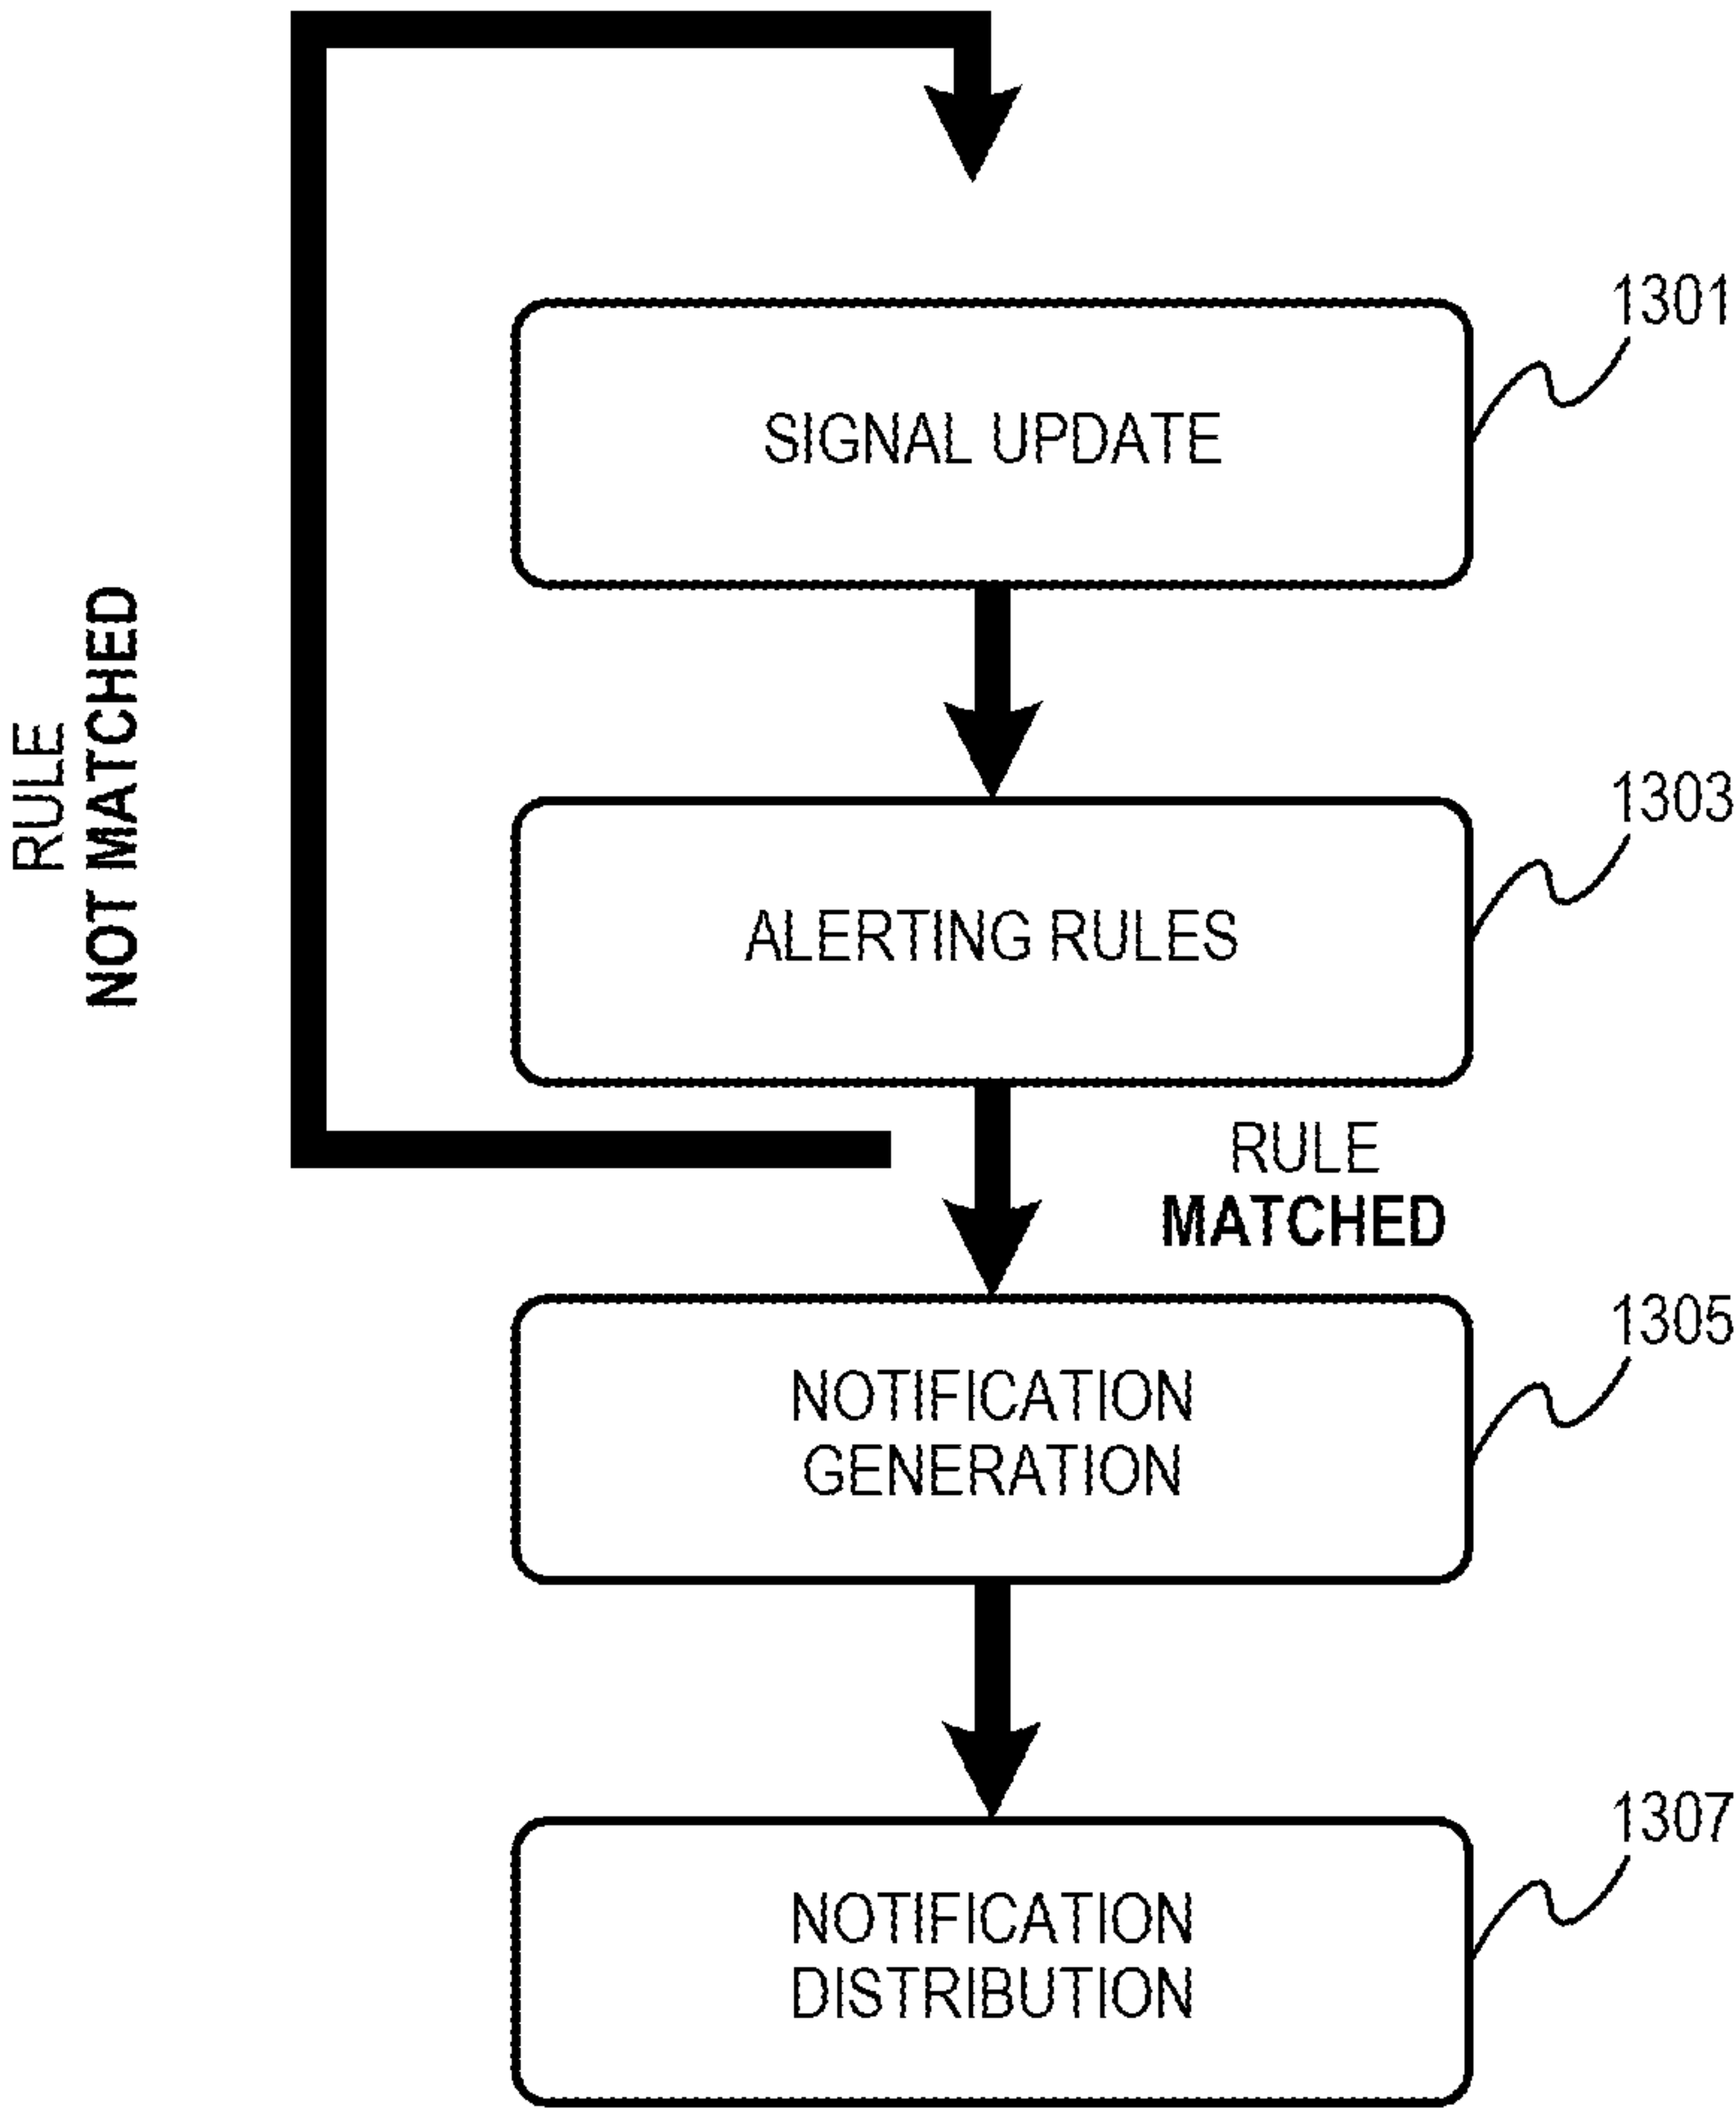 1301
SIGNAL UPDATE
RULE
NOT MATCHED
1303
ALERTING RULES
RULE
MATCHED
1305
NOTIFICATION
GENERATION
1307
NOTIFICATION
DISTRIBUTION